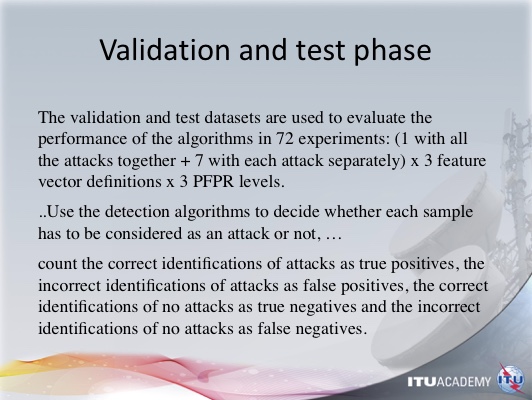 Validation and test phase
The validation and test datasets are used to evaluate the
performance of the algorithms in 72 experiments: (1 with all
the attacks together + 7 with each attack separately) x 3 feature
vector definitions x 3 PFPR levels.
..Use the detection algorithms to decide whether each sample
has to be considered as an attack or not, …
count the correct identifications of attacks as true positives, the
incorrect identifications of attacks as false positives, the correct
identifications of no attacks as true negatives and the incorrect
identifications of no attacks as false negatives.
ITUACADEMY ITU